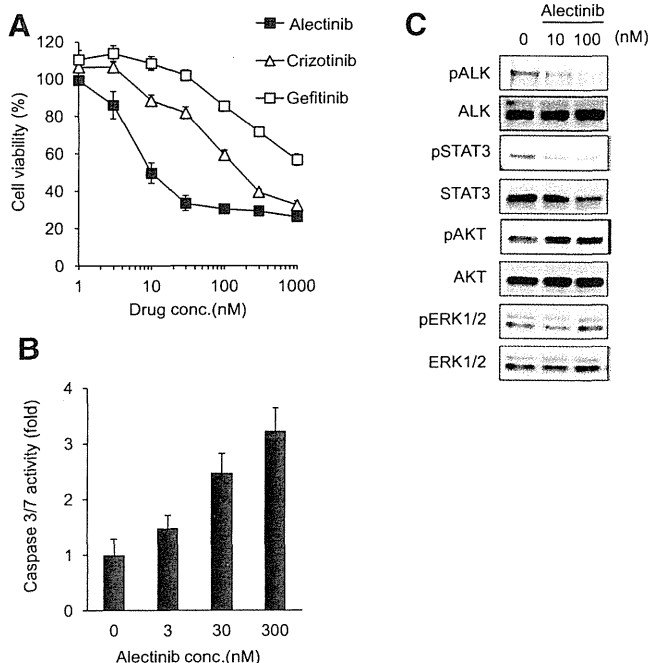 A
Alectinib
Crizotinib
Gefitinib
120
100
80
60
40
20
0
Cell viability (%)
1 10 100 1000
Drug conc.(nM)
B
4
3
2
1
0
Caspase 3/7 activity (fold)
0 3 30 300
Alectinib conc.(nM)
C
Alectinib
0 10 100 (nM)
pALK
ALK
pSTAT3
STAT3
pAKT
AKT
pERK1/2
ERK1/2